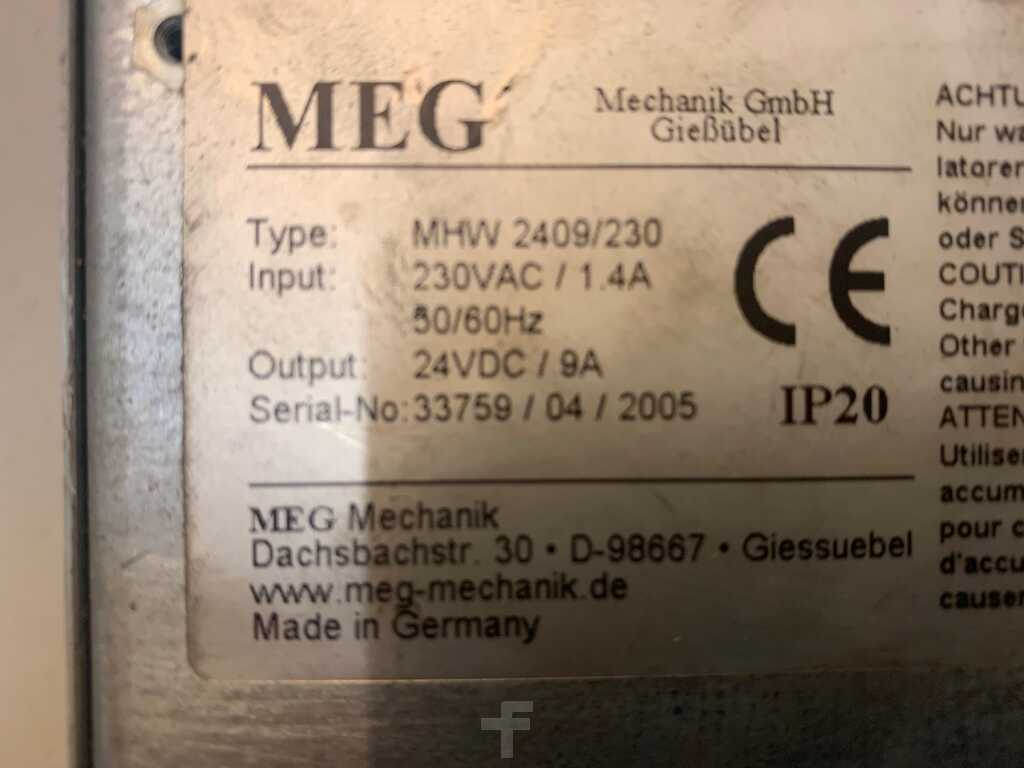 MEG
Mechanik GmbH
Gießübel
Type: MHW 2409/230
Input: 230VAC / 1.4A
50/60Hz
Output: 24VDC / 9A
Serial-No: 33759 / 04 / 2005
CE
IP20
MEG Mechanik
Dachsbachstr. 30 • D-98667 • Giessuebel
www.meg-mechanik.de
Made in Germany
ACHTU
Nur wa
latoren
können
oder S
COUTI
Charge
Other
causin
ATTEN
Utiliser
accum
pour c
d'accu
causer